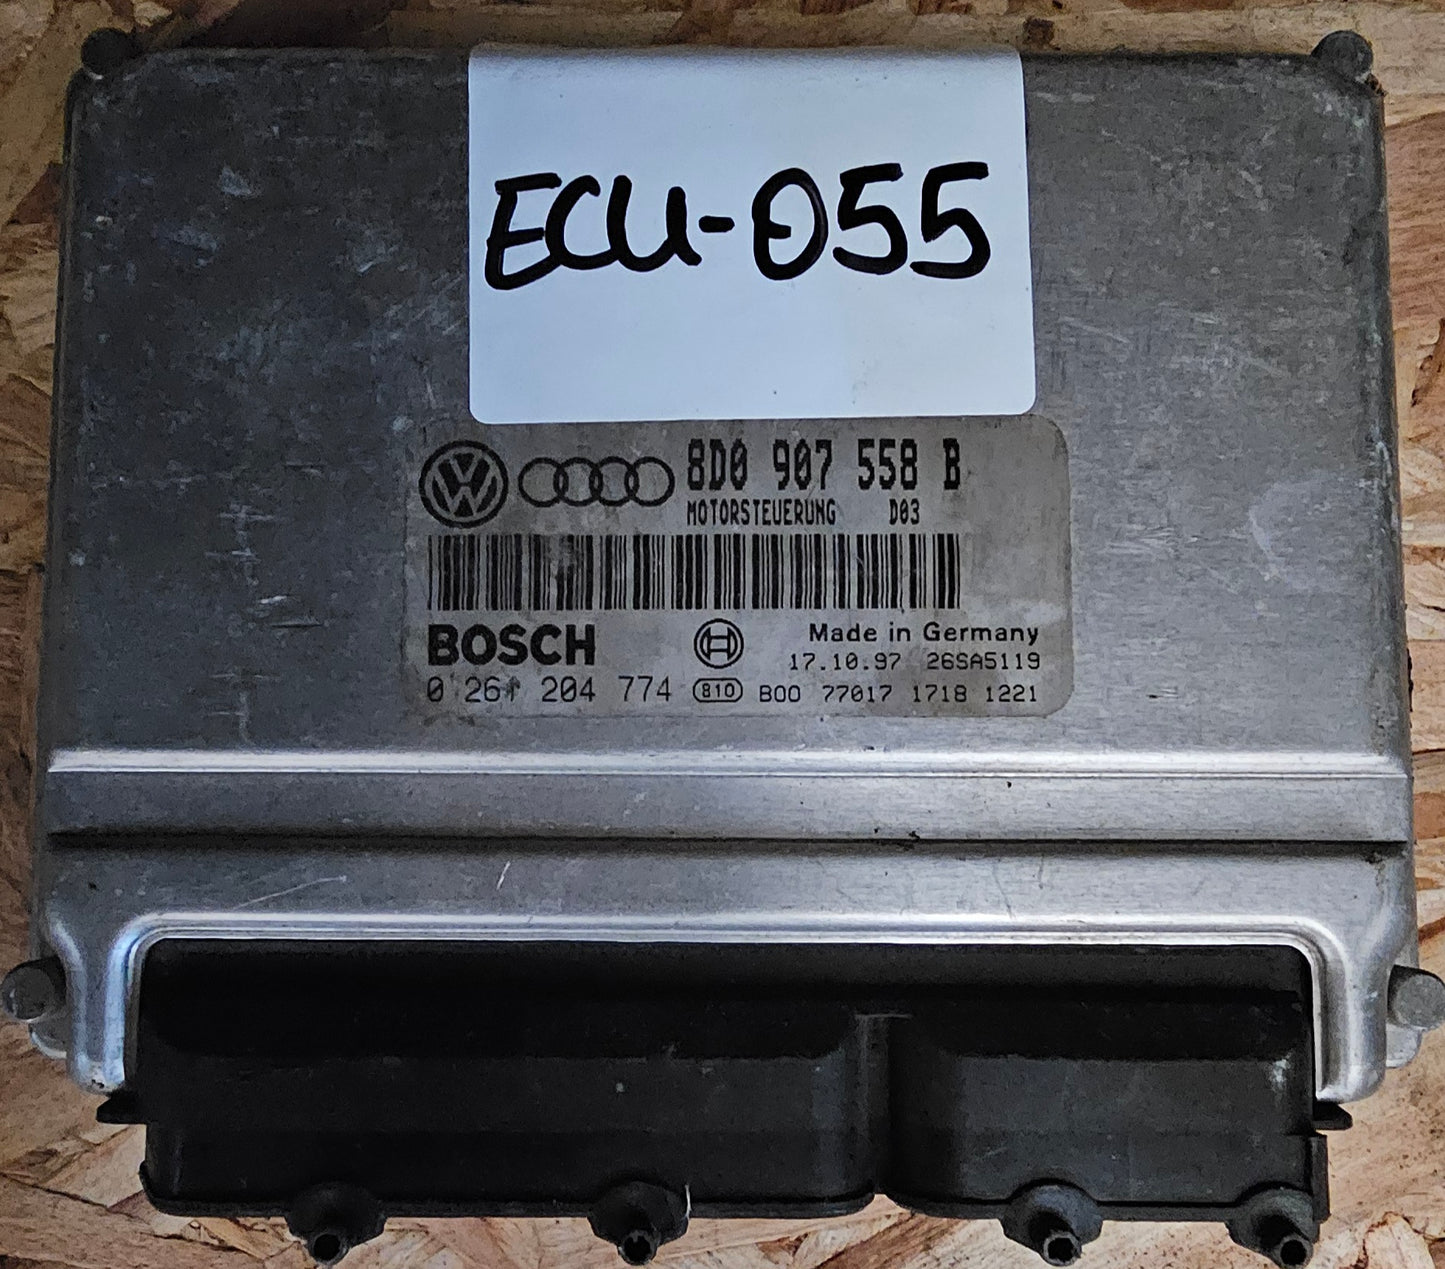 ECU-055
8D0 907 558 B
MOTORSTEUERUNG D03
BOSCH
Made in Germany
17.10.97 26SA5119
0 261 204 774 810 B00 77017 1718 1221